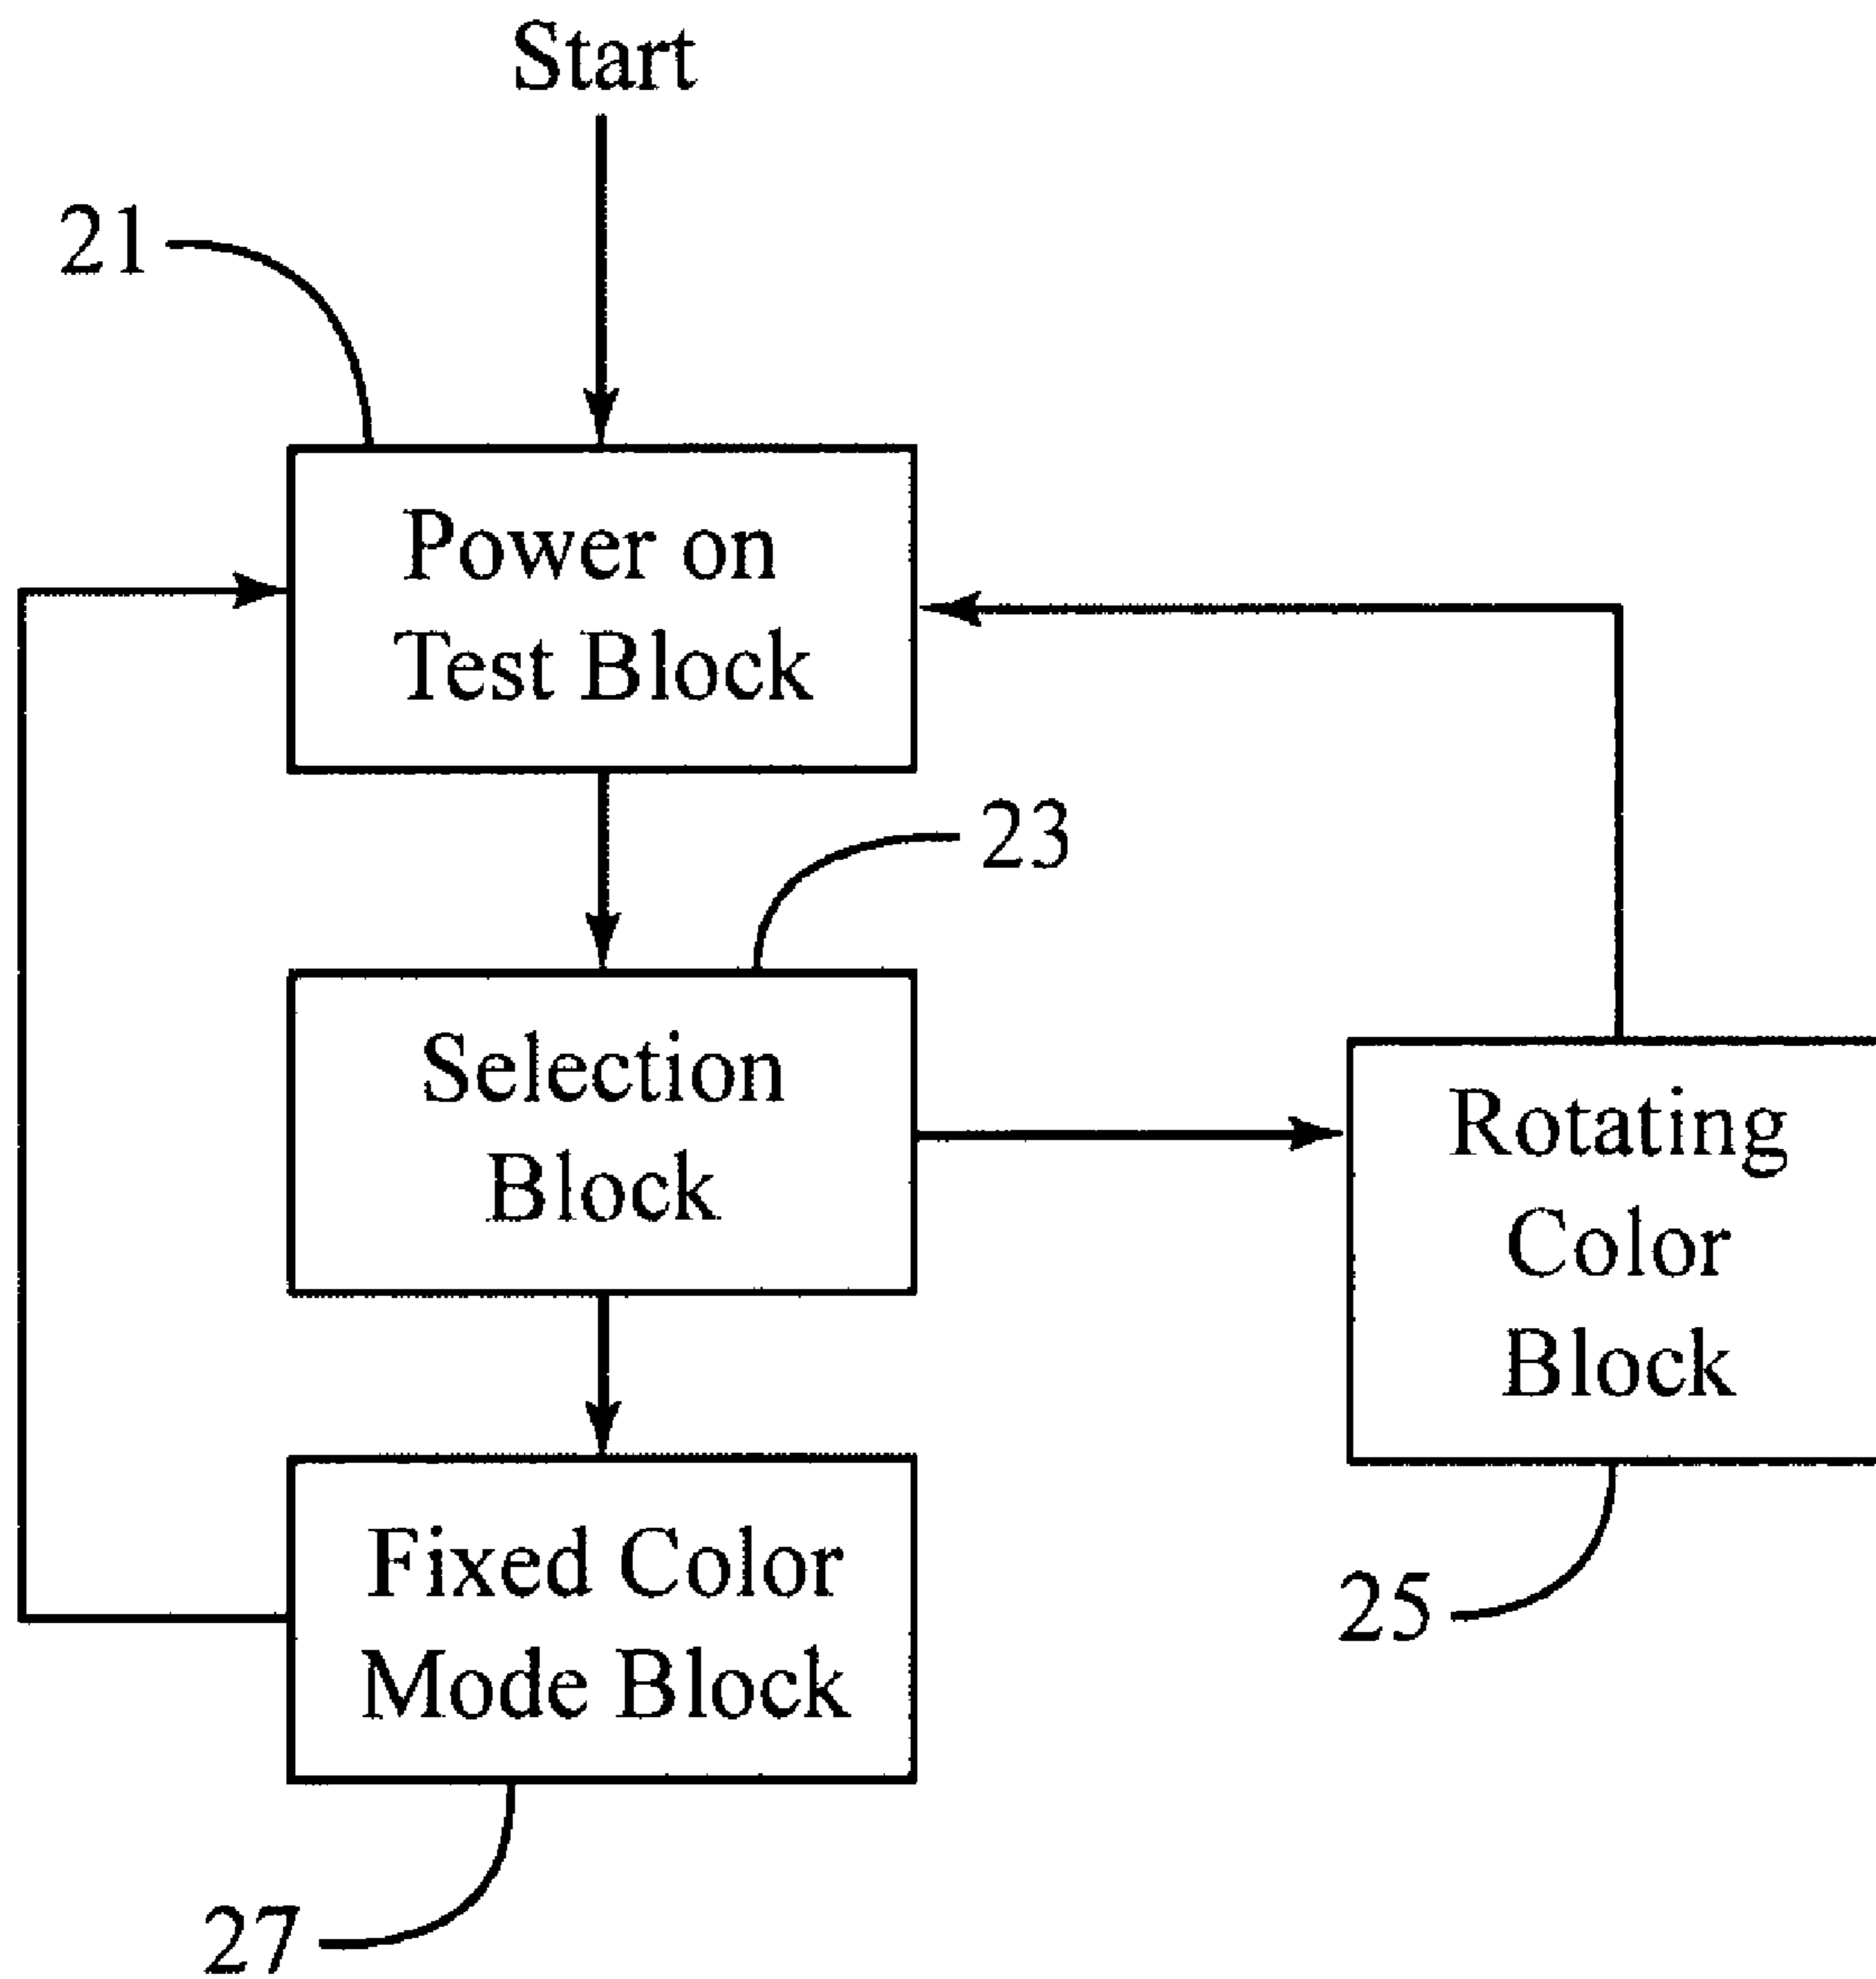 Start
21
Power on
Test Block
23
Selection
Block
Rotating
Color
Block
Fixed Color
Mode Block
25
27